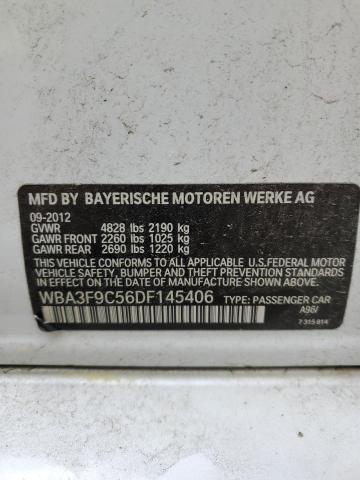 MFD BY BAYERISCHE MOTOREN WERKE AG
09-2012
GVWR 4828 lbs 2190 kg
GAWR FRONT 2260 lbs 1025 kg
GAWR REAR 2690 lbs 1220 kg
THIS VEHICLE CONFORMS TO ALL APPLICABLE U.S.FEDERAL MOTOR
VEHICLE SAFETY, BUMPER, AND THEFT PREVENTION STANDARDS
IN EFFECT ON THE DATE OF MANUFACTURE SHOWN ABOVE.
WBA3F9C56DF145406 TYPE: PASSENGER CAR
A96/
7 315 814